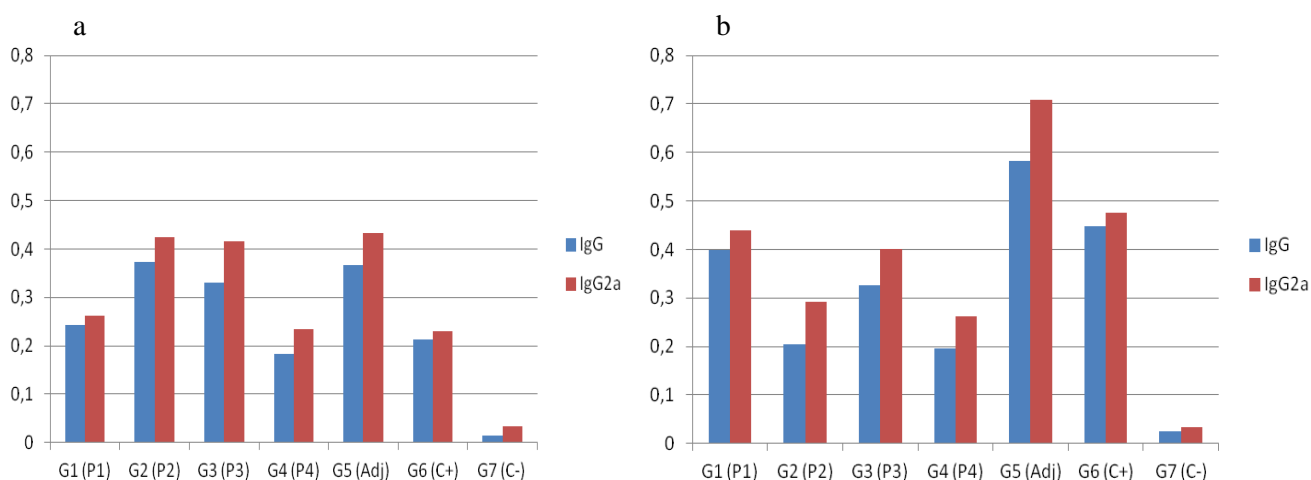 a
0,8
0,7
0,6
0,5
0,4
0,3
0,2
0,1
0
IgG
IgG2a
G1 (P1) G2 (P2) G3 (P3) G4 (P4) G5 (Adj) G6 (C+) G7 (C-)
b
0,8
0,7
0,6
0,5
0,4
0,3
0,2
0,1
0
IgG
IgG2a
G1 (P1) G2 (P2) G3 (P3) G4 (P4) G5 (Adj) G6 (C+) G7 (C-)